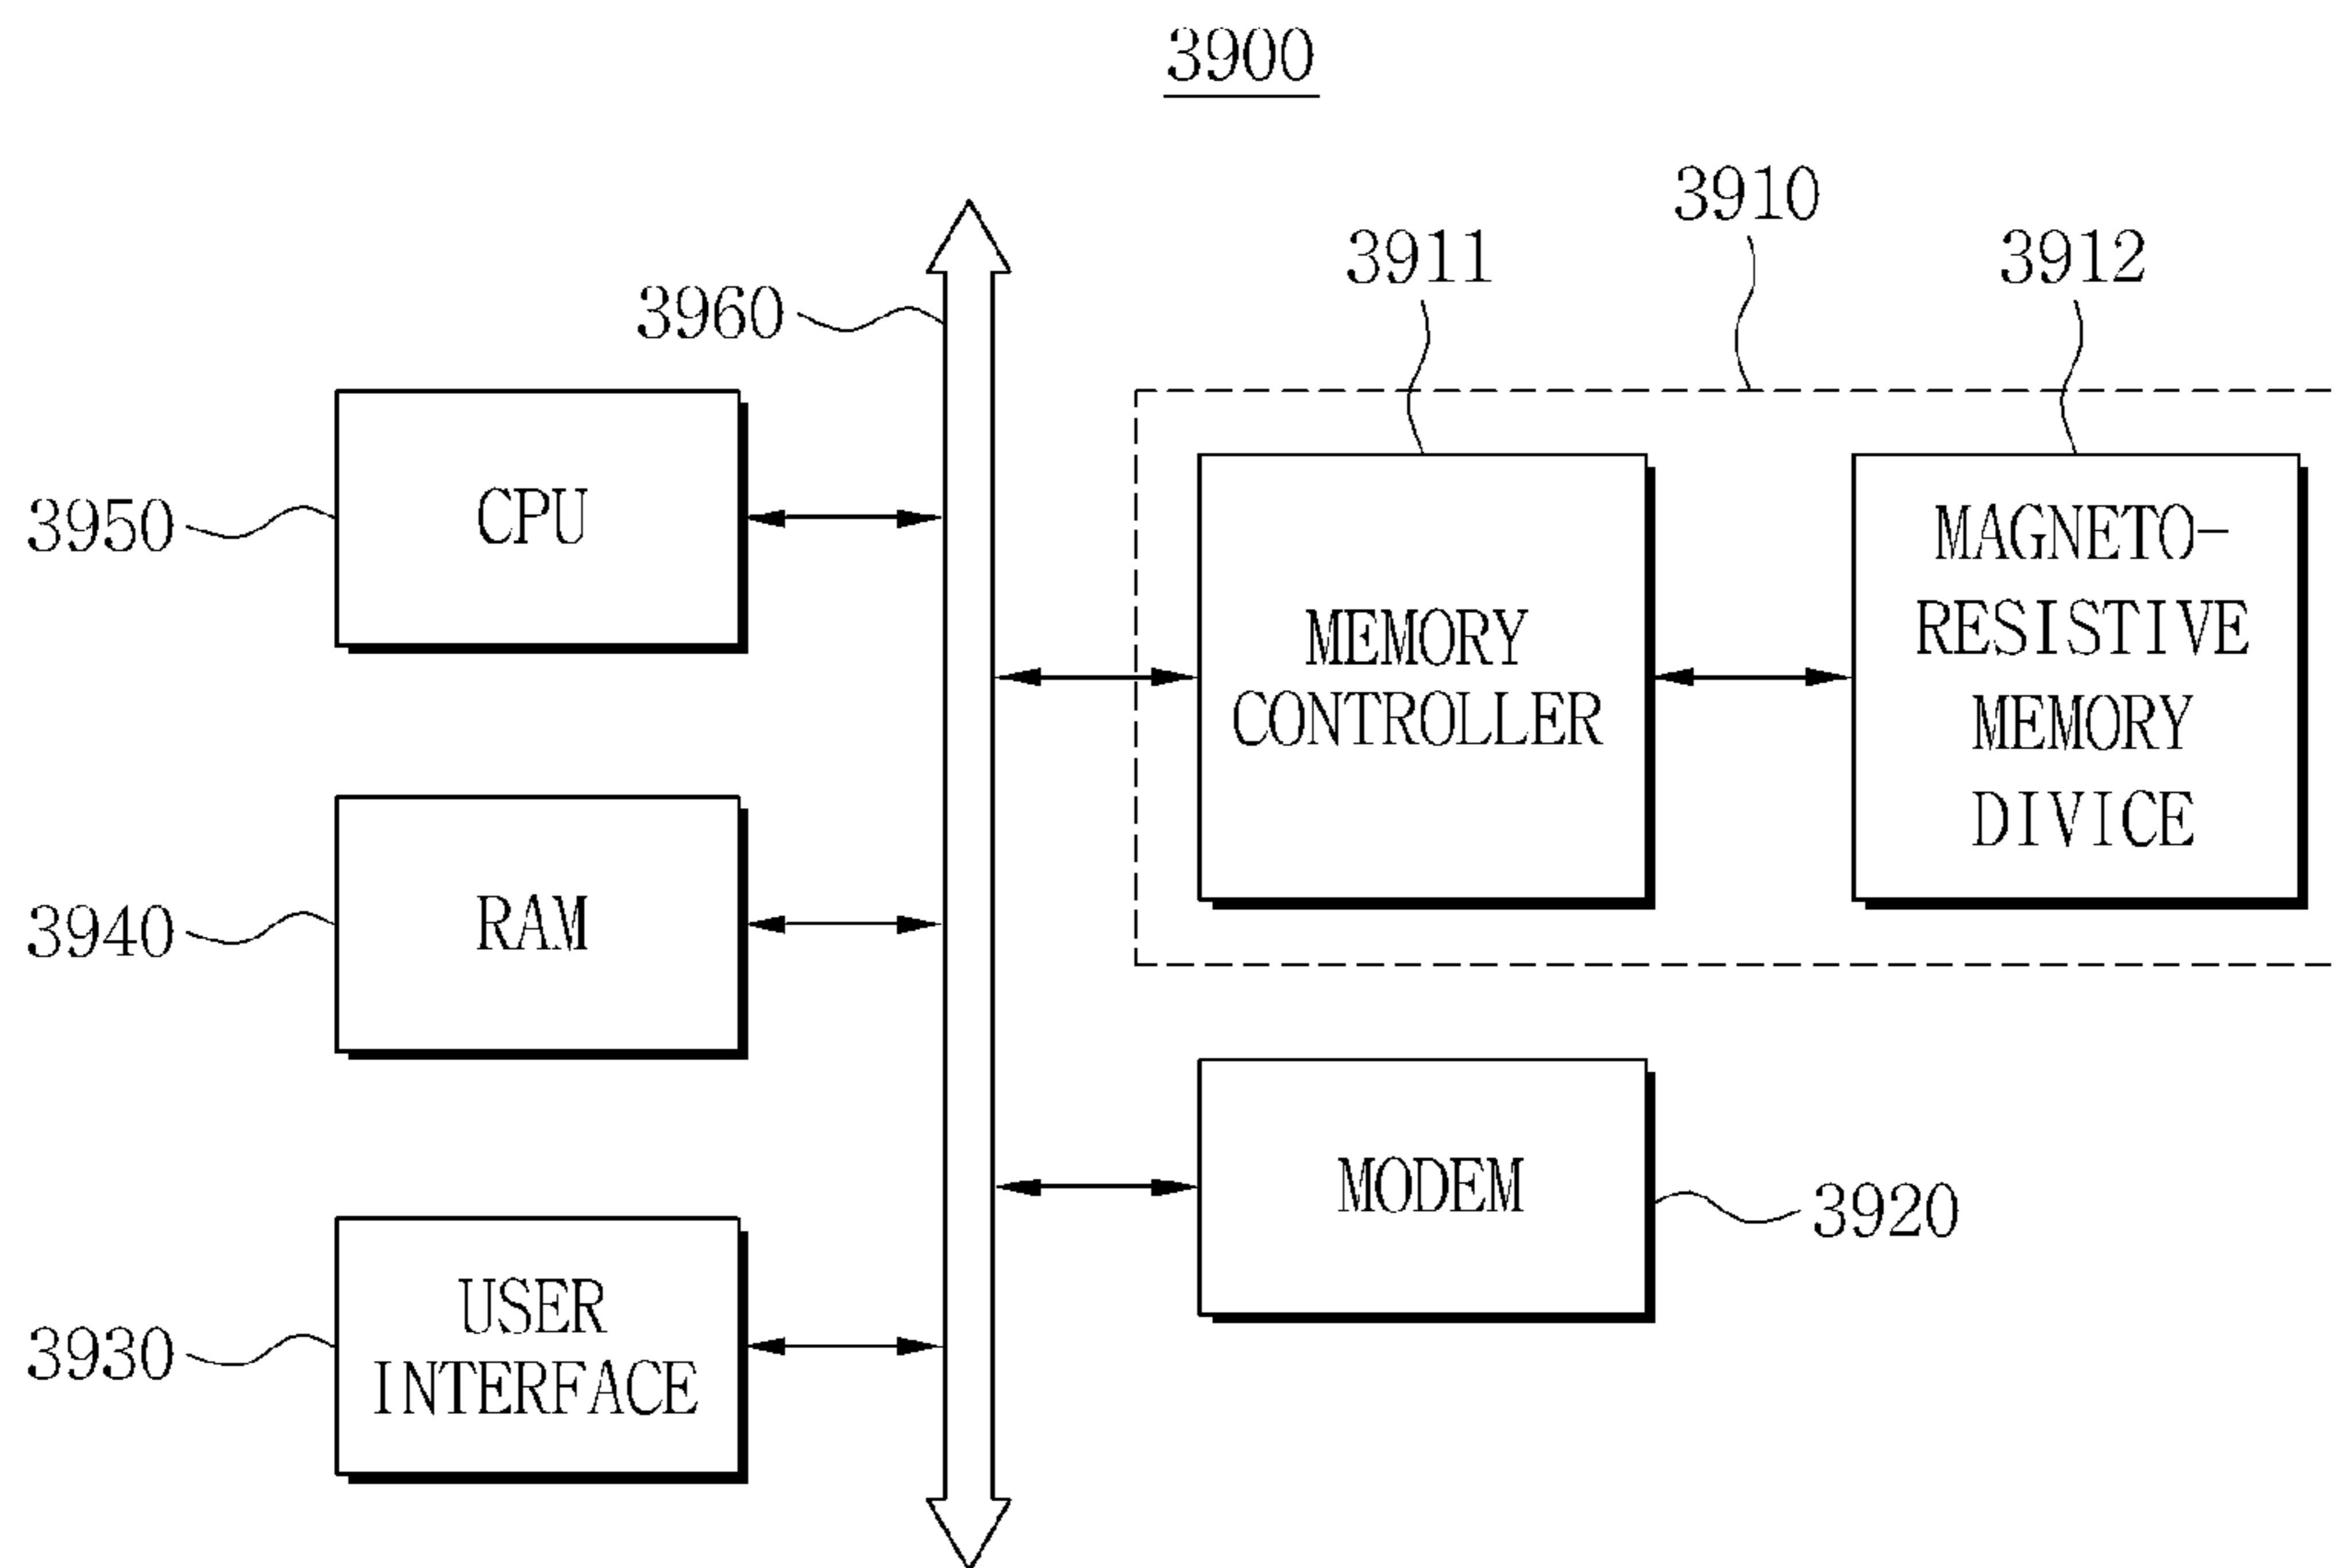 3900
3910
3911
3912
3960
CPU
3950
MEMORY
CONTROLLER
MAGNETO-
RESISTIVE
MEMORY
DIVICE
RAM
3940
MODEM
3920
USER
INTERFACE
3930